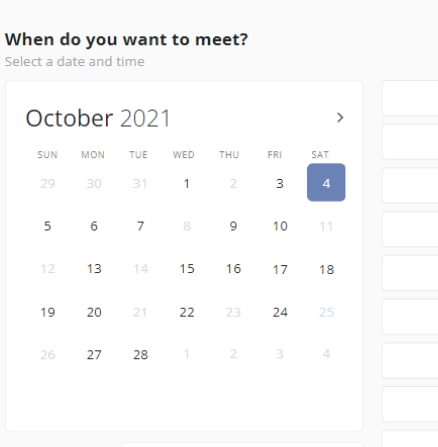 When do you want to meet?
Select a date and time
October 2021 >
SUN MON TUE WED THU FRI SAT
29 30 31 1 2 3 4
5 6 7 8 9 10 11
12 13 14 15 16 17 18
19 20 21 22 23 24 25
26 27 28 1 2 3 4